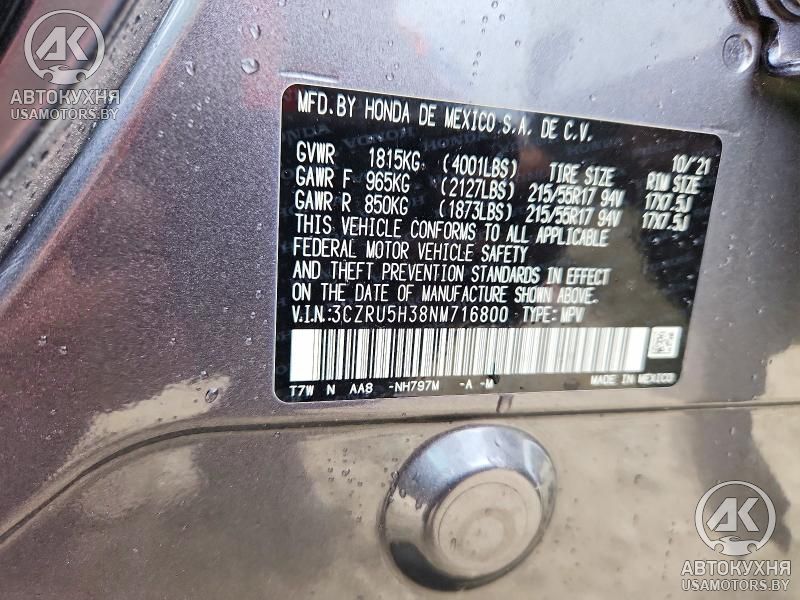 AK
АВТОКУХНЯ
USAMOTORS.BY
MFD.BY HONDA DE MEXICO S.A. DE C.V.
10/'21
GVWR 1815KG (4001LBS) TIRE SIZE RIM SIZE
GAWR F 965KG (2127LBS) 215/55R17 94V 17X7.5J
GAWR R 850KG (1873LBS) 215/55R17 94V 17X7.5J
THIS VEHICLE CONFORMS TO ALL APPLICABLE
FEDERAL MOTOR VEHICLE SAFETY
AND THEFT PREVENTION STANDARDS IN EFFECT
ON THE DATE OF MANUFACTURE SHOWN ABOVE.
V.I.N.:3CZRU5H38NM716800 TYPE: MPV
T7W N AA8 -NH797M -A -M
MADE IN MEXICO
AK
АВТОКУХНЯ
USAMOTORS.BY